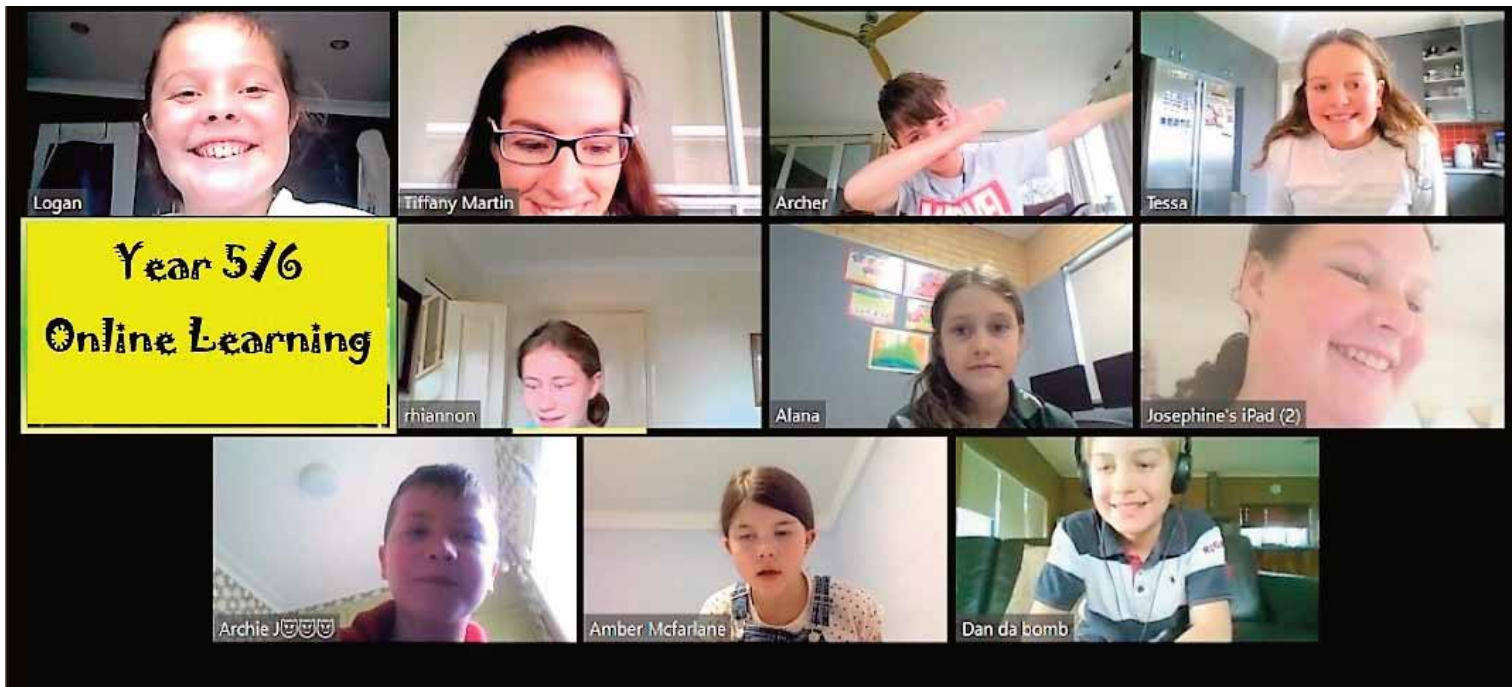 Logan
Tiffany Martin
Archer
Tessa
Year 5/6
Online Learning
rhiannon
Alana
Josephine's iPad (2)
Archie J😈😈😈
Amber Mcfarlane
Dan da bomb